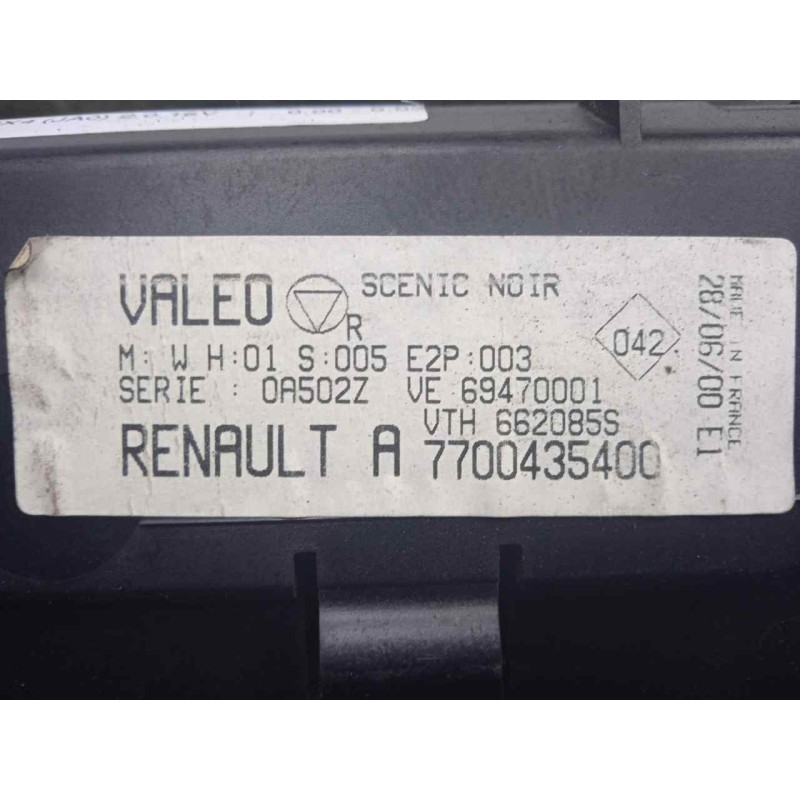 VALEO R SCENIC NOIR
M: W H:01 S:005 E2P:003
042
SERIE : 0A502Z VE 69470001
VTH 662085S
RENAULT A 7700435400
MADE IN FRANCE
28/06/00 E1